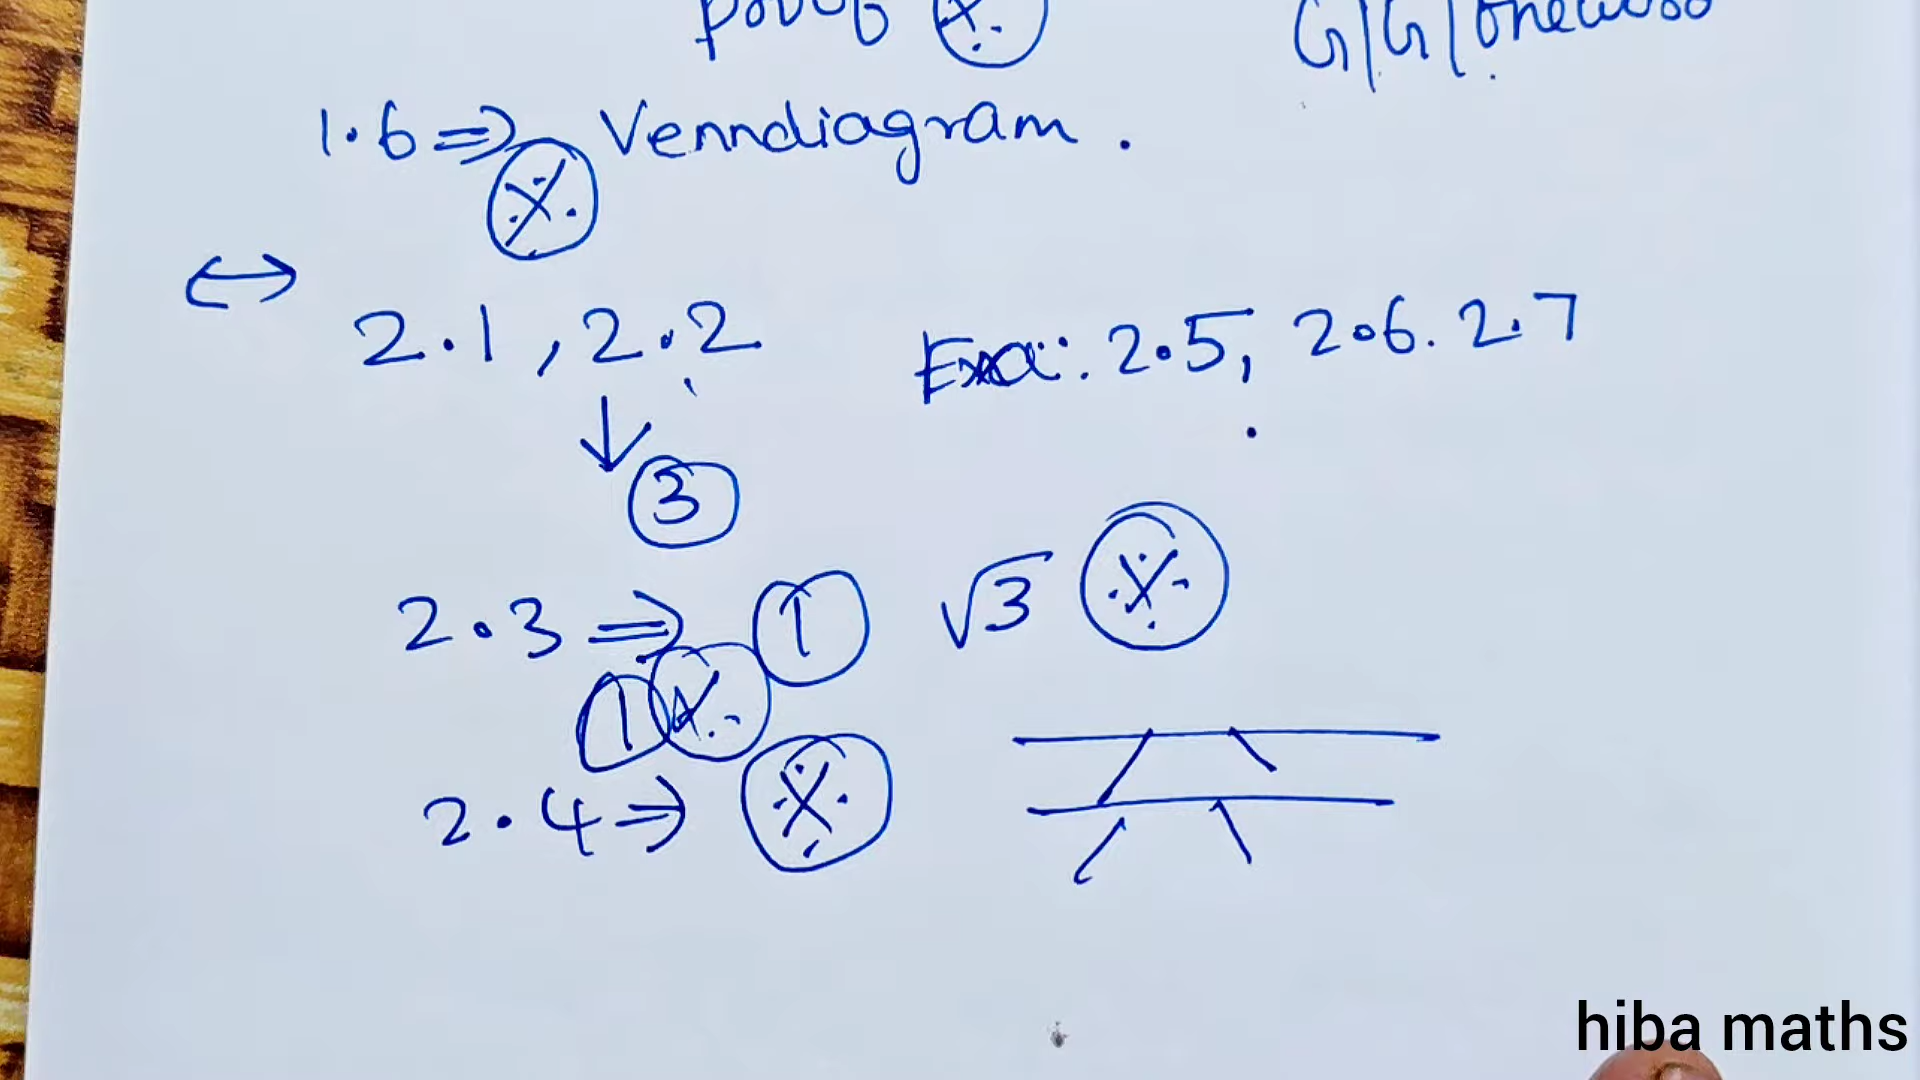 proof
1.6 ⇒ Venndiagram.
↔ 2.1, 2.2 Exa: 2.5, 2.6. 2.7
↓
3
2.3 ⇒ 1 √3
1
2.4 ⇒
hiba maths